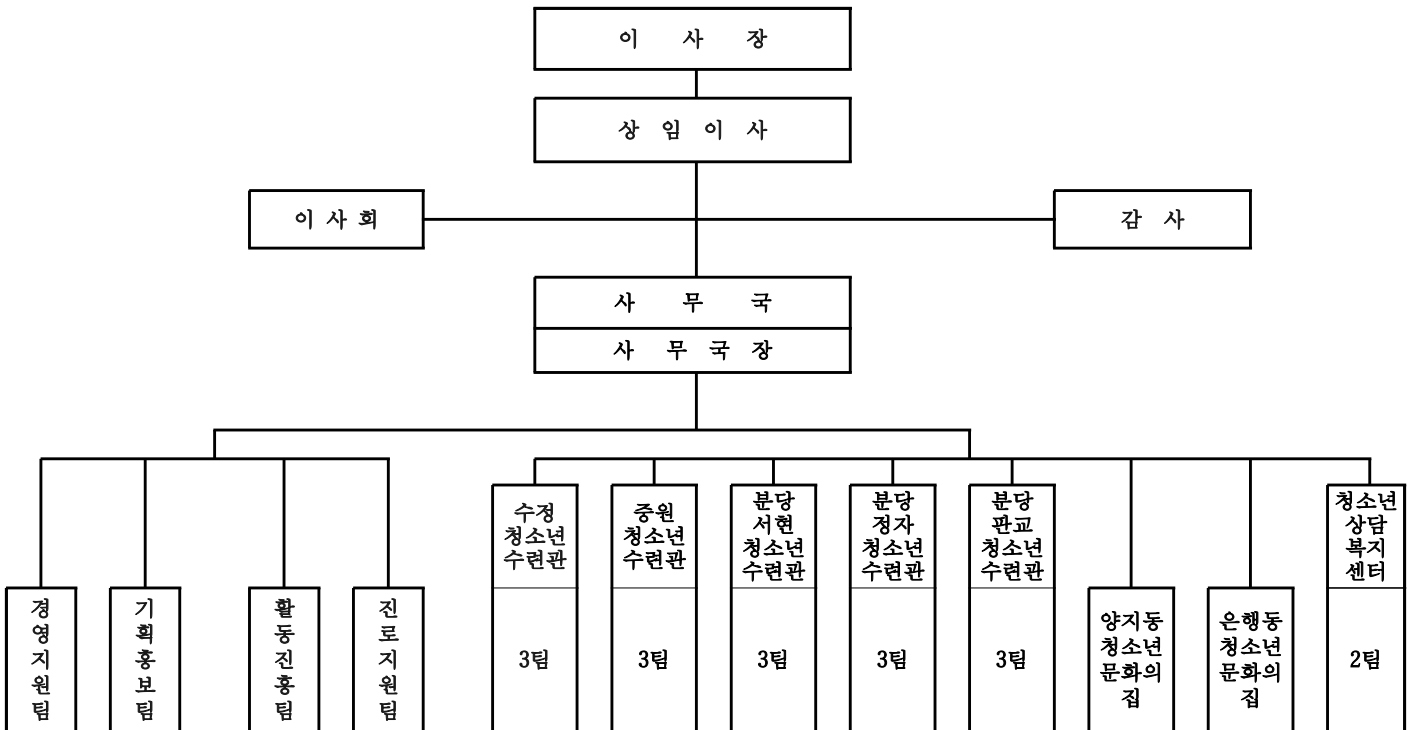 이 사 장
상 임 이 사
이 사 회
감 사
사 무 국
사 무 국 장
경
영
지
원
팀
기
획
홍
보
팀
활
동
진
흥
팀
진
로
지
원
팀
수정
청소년
수련관
3팀
중원
청소년
수련관
3팀
분당
서현
청소년
수련관
3팀
분당
정자
청소년
수련관
3팀
분당
판교
청소년
수련관
3팀
양지동
청소년
문화의
집
은행동
청소년
문화의
집
청소년
상담
복지
센터
2팀